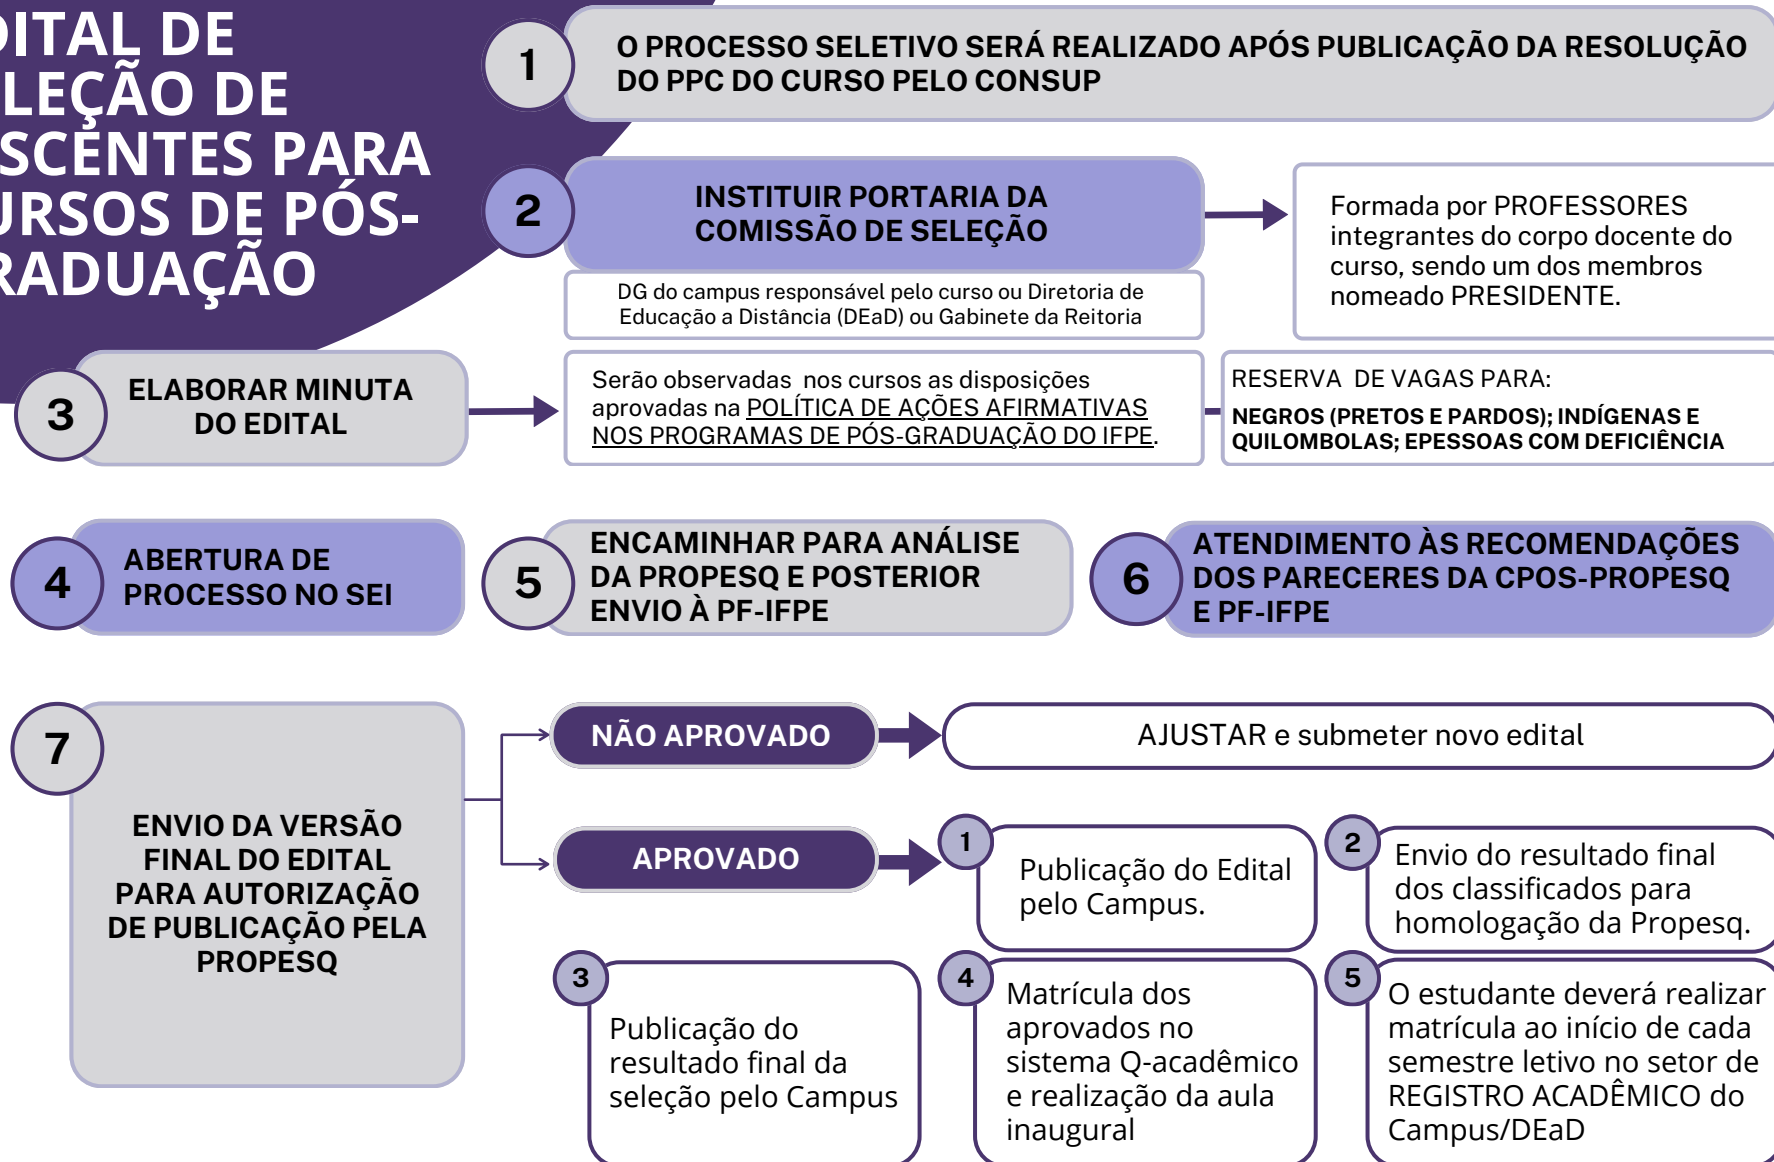 DITAL DE
LEÇÃO DE
SCENTES PARA
URSOS DE PÓS-
RADUAÇÃO
1
O PROCESSO SELETIVO SERÁ REALIZADO APÓS PUBLICAÇÃO DA RESOLUÇÃO
DO PPC DO CURSO PELO CONSUP
2
INSTITUIR PORTARIA DA
COMISSÃO DE SELEÇÃO
DG do campus responsável pelo curso ou Diretoria de
Educação a Distância (DEaD) ou Gabinete da Reitoria
Formada por PROFESSORES
integrantes do corpo docente do
curso, sendo um dos membros
nomeado PRESIDENTE.
3
ELABORAR MINUTA
DO EDITAL
Serão observadas nos cursos as disposições
aprovadas na POLÍTICA DE AÇÕES AFIRMATIVAS
NOS PROGRAMAS DE PÓS-GRADUAÇÃO DO IFPE.
RESERVA DE VAGAS PARA:
NEGROS (PRETOS E PARDOS); INDÍGENAS E
QUILOMBOLAS; EPESSOAS COM DEFICIÊNCIA
4
ABERTURA DE
PROCESSO NO SEI
5
ENCAMINHAR PARA ANÁLISE
DA PROPESQ E POSTERIOR
ENVIO À PF-IFPE
6
ATENDIMENTO ÀS RECOMENDAÇÕES
DOS PARECERES DA CPOS-PROPESQ
E PF-IFPE
7
ENVIO DA VERSÃO
FINAL DO EDITAL
PARA AUTORIZAÇÃO
DE PUBLICAÇÃO PELA
PROPESQ
NÃO APROVADO
AJUSTAR e submeter novo edital
APROVADO
1
Publicação do Edital
pelo Campus.
2
Envio do resultado final
dos classificados para
homologação da Propesq.
3
Publicação do
resultado final da
seleção pelo Campus
4
Matrícula dos
aprovados no
sistema Q-acadêmico
e realização da aula
inaugural
5
O estudante deverá realizar
matrícula ao início de cada
semestre letivo no setor de
REGISTRO ACADÊMICO do
Campus/DEaD